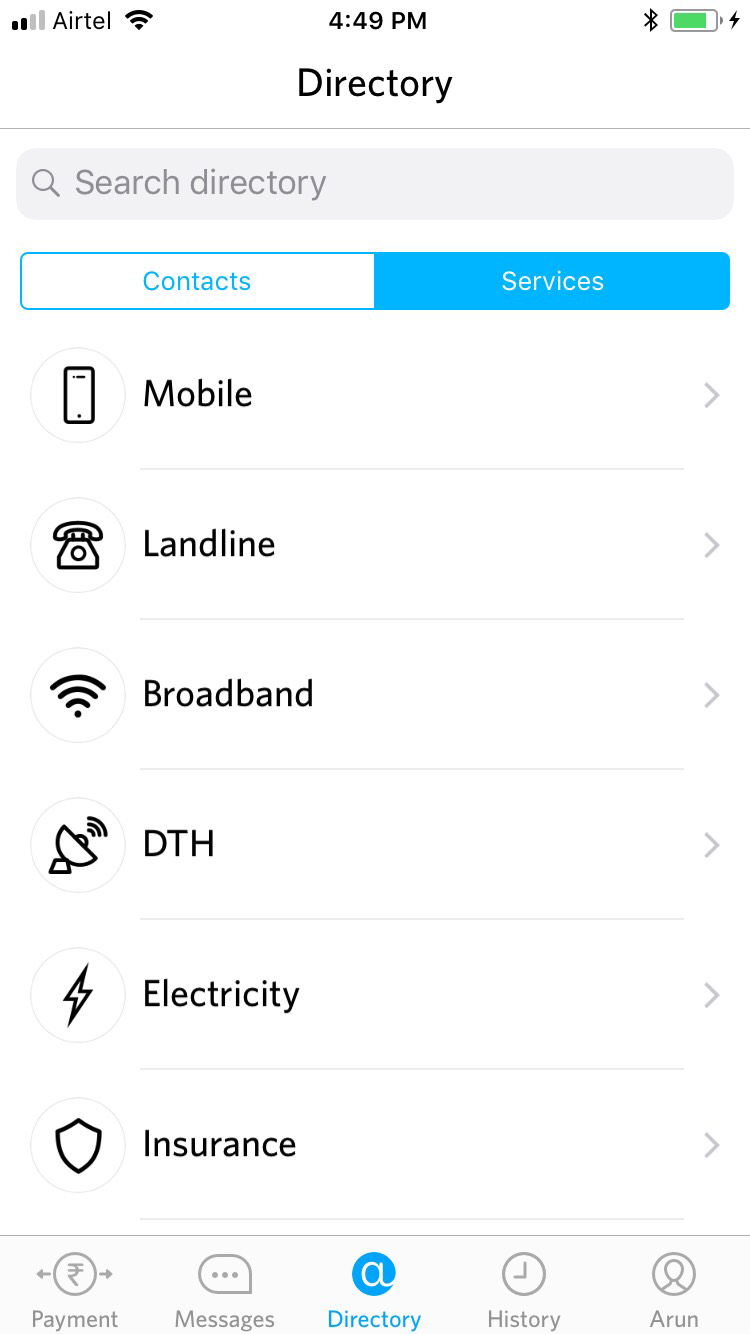 Airtel 4:49 PM
Directory
Search directory
Contacts Services
Mobile
Landline
Broadband
DTH
Electricity
Insurance
Payment Messages Directory History Arun